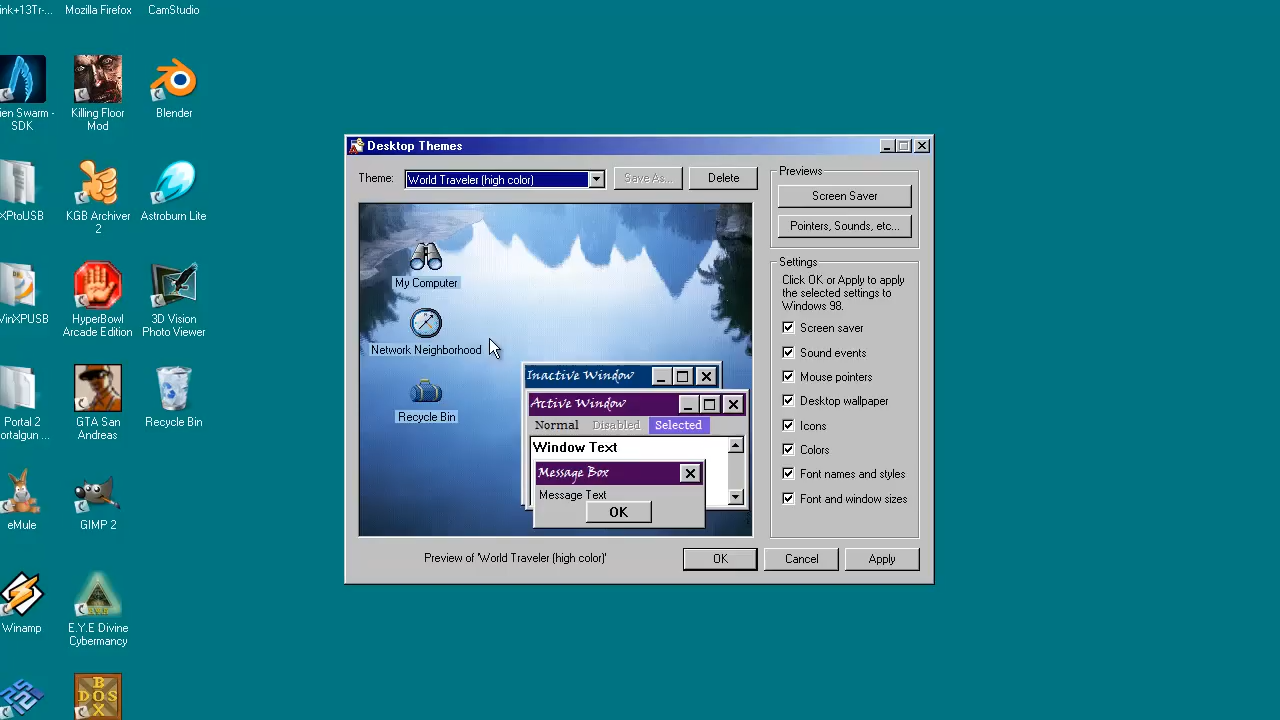 ink+13Tr-...
Mozilla Firefox
CamStudio
ien Swarm -
SDK
Killing Floor
Mod
Blender
XPtoUSB
KGB Archiver
2
Astroburn Lite
WinXPUSB
HyperBowl
Arcade Edition
3D Vision
Photo Viewer
Portal 2
ortalgun ...
GTA San
Andreas
Recycle Bin
eMule
GIMP 2
Winamp
E.Y.E Divine
Cybermancy
BOX
DOS
Desktop Themes
Theme:
World Traveler (high color)
Save As...
Delete
My Computer
Network Neighborhood
Recycle Bin
Inactive Window
Active Window
Normal
Disabled
Selected
Window Text
Message Box
Message Text
OK
Preview of 'World Traveler (high color)'
Previews
Screen Saver
Pointers, Sounds, etc...
Settings
Click OK or Apply to apply
the selected settings to
Windows 98.
Screen saver
Sound events
Mouse pointers
Desktop wallpaper
Icons
Colors
Font names and styles
Font and window sizes
OK
Cancel
Apply